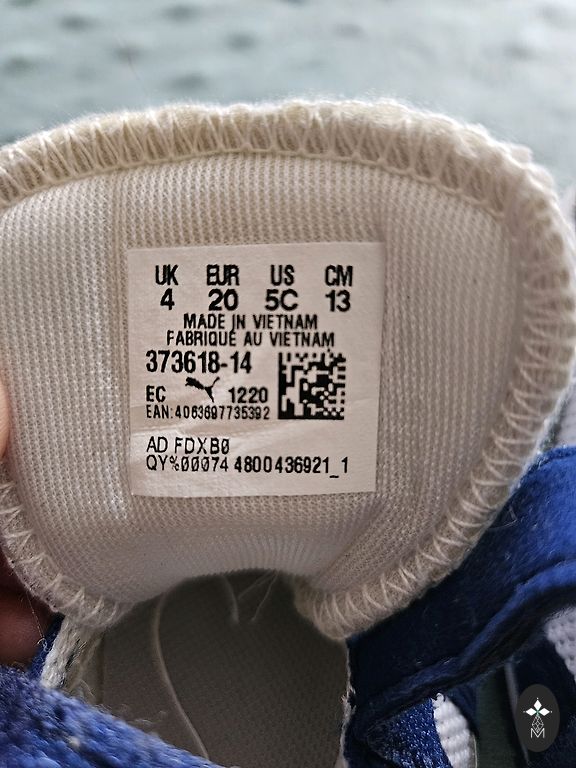 UK EUR US CM
4 20 5C 13
MADE IN VIETNAM
FABRIQUÉ AU VIETNAM
373618-14
EC 1220
EAN:4063697735392
AD FDXB0
QY%00074 4800436921_1
M